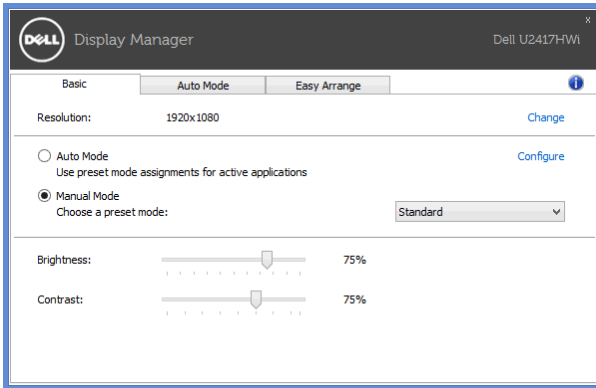 DELL Display Manager Dell U2417HWi x
Basic Auto Mode Easy Arrange i
Resolution: 1920x1080 Change
Auto Mode Configure
Use preset mode assignments for active applications
Manual Mode
Choose a preset mode: Standard
Brightness: 75%
Contrast: 75%